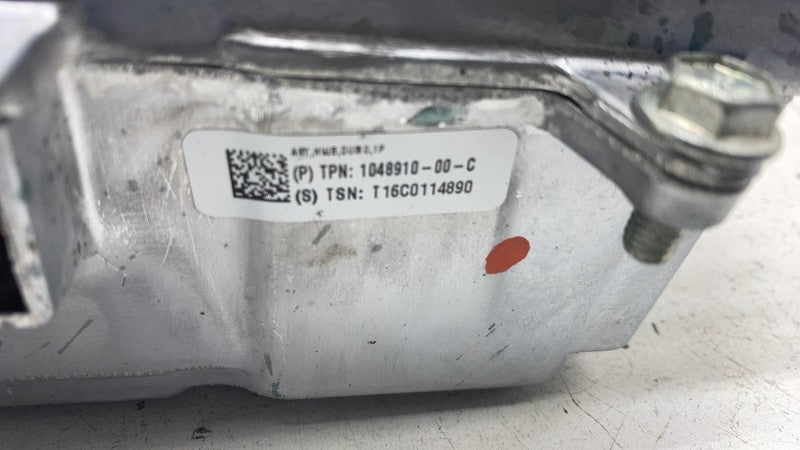 (P) TPN: 1048910-00-C
(S) TSN: T16C0114890